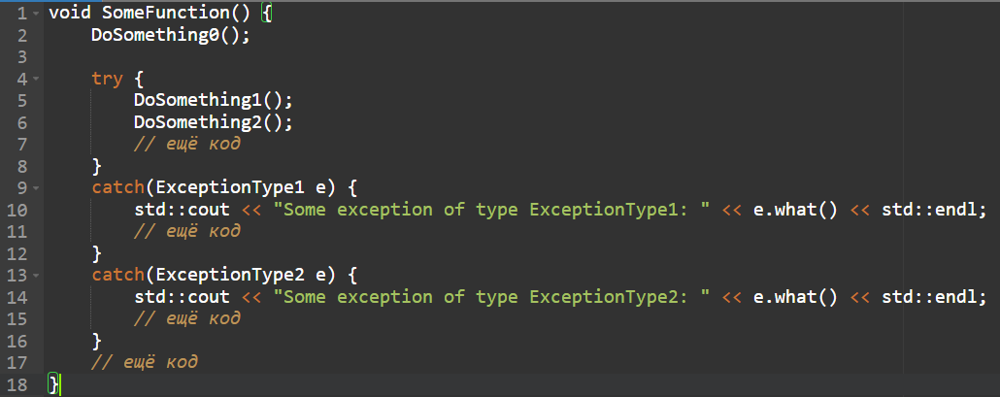 1 void SomeFunction() {
2     DoSomething0();
3
4     try {
5         DoSomething1();
6         DoSomething2();
7         // ещё код
8     }
9     catch(ExceptionType1 e) {
10         std::cout << "Some exception of type ExceptionType1: " << e.what() << std::endl;
11         // ещё код
12     }
13     catch(ExceptionType2 e) {
14         std::cout << "Some exception of type ExceptionType2: " << e.what() << std::endl;
15         // ещё код
16     }
17     // ещё код
18 }